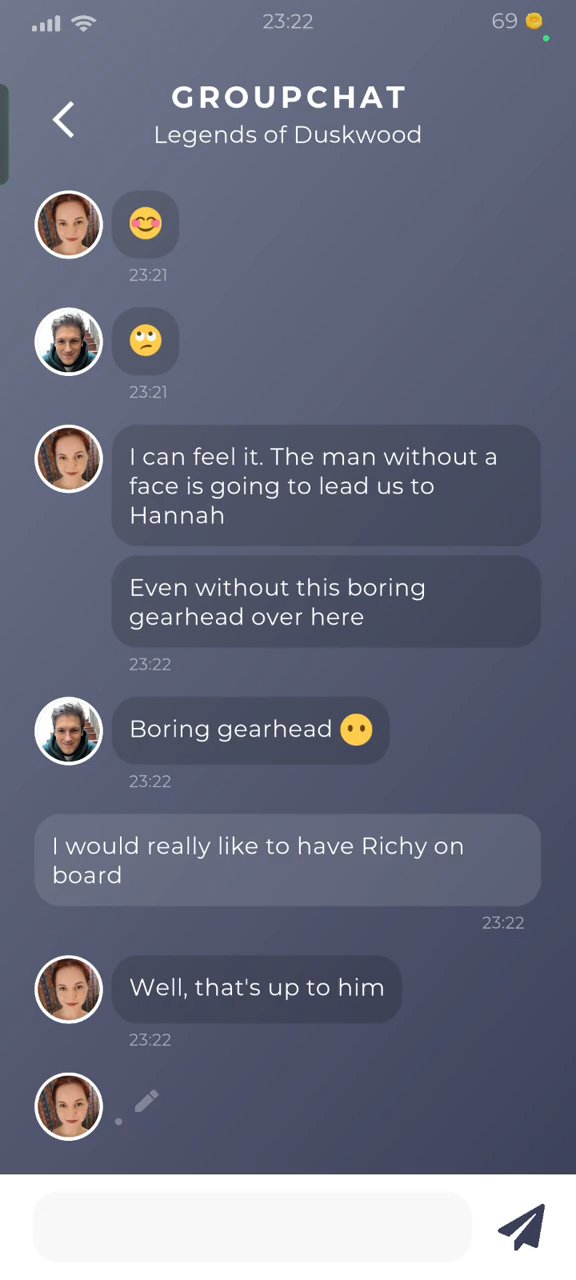 23:22
69
GROUPCHAT
Legends of Duskwood
😊
23:21
🙄
23:21
I can feel it. The man without a
face is going to lead us to
Hannah
Even without this boring
gearhead over here
23:22
Boring gearhead 😶
23:22
I would really like to have Richy on
board
23:22
Well, that's up to him
23:22